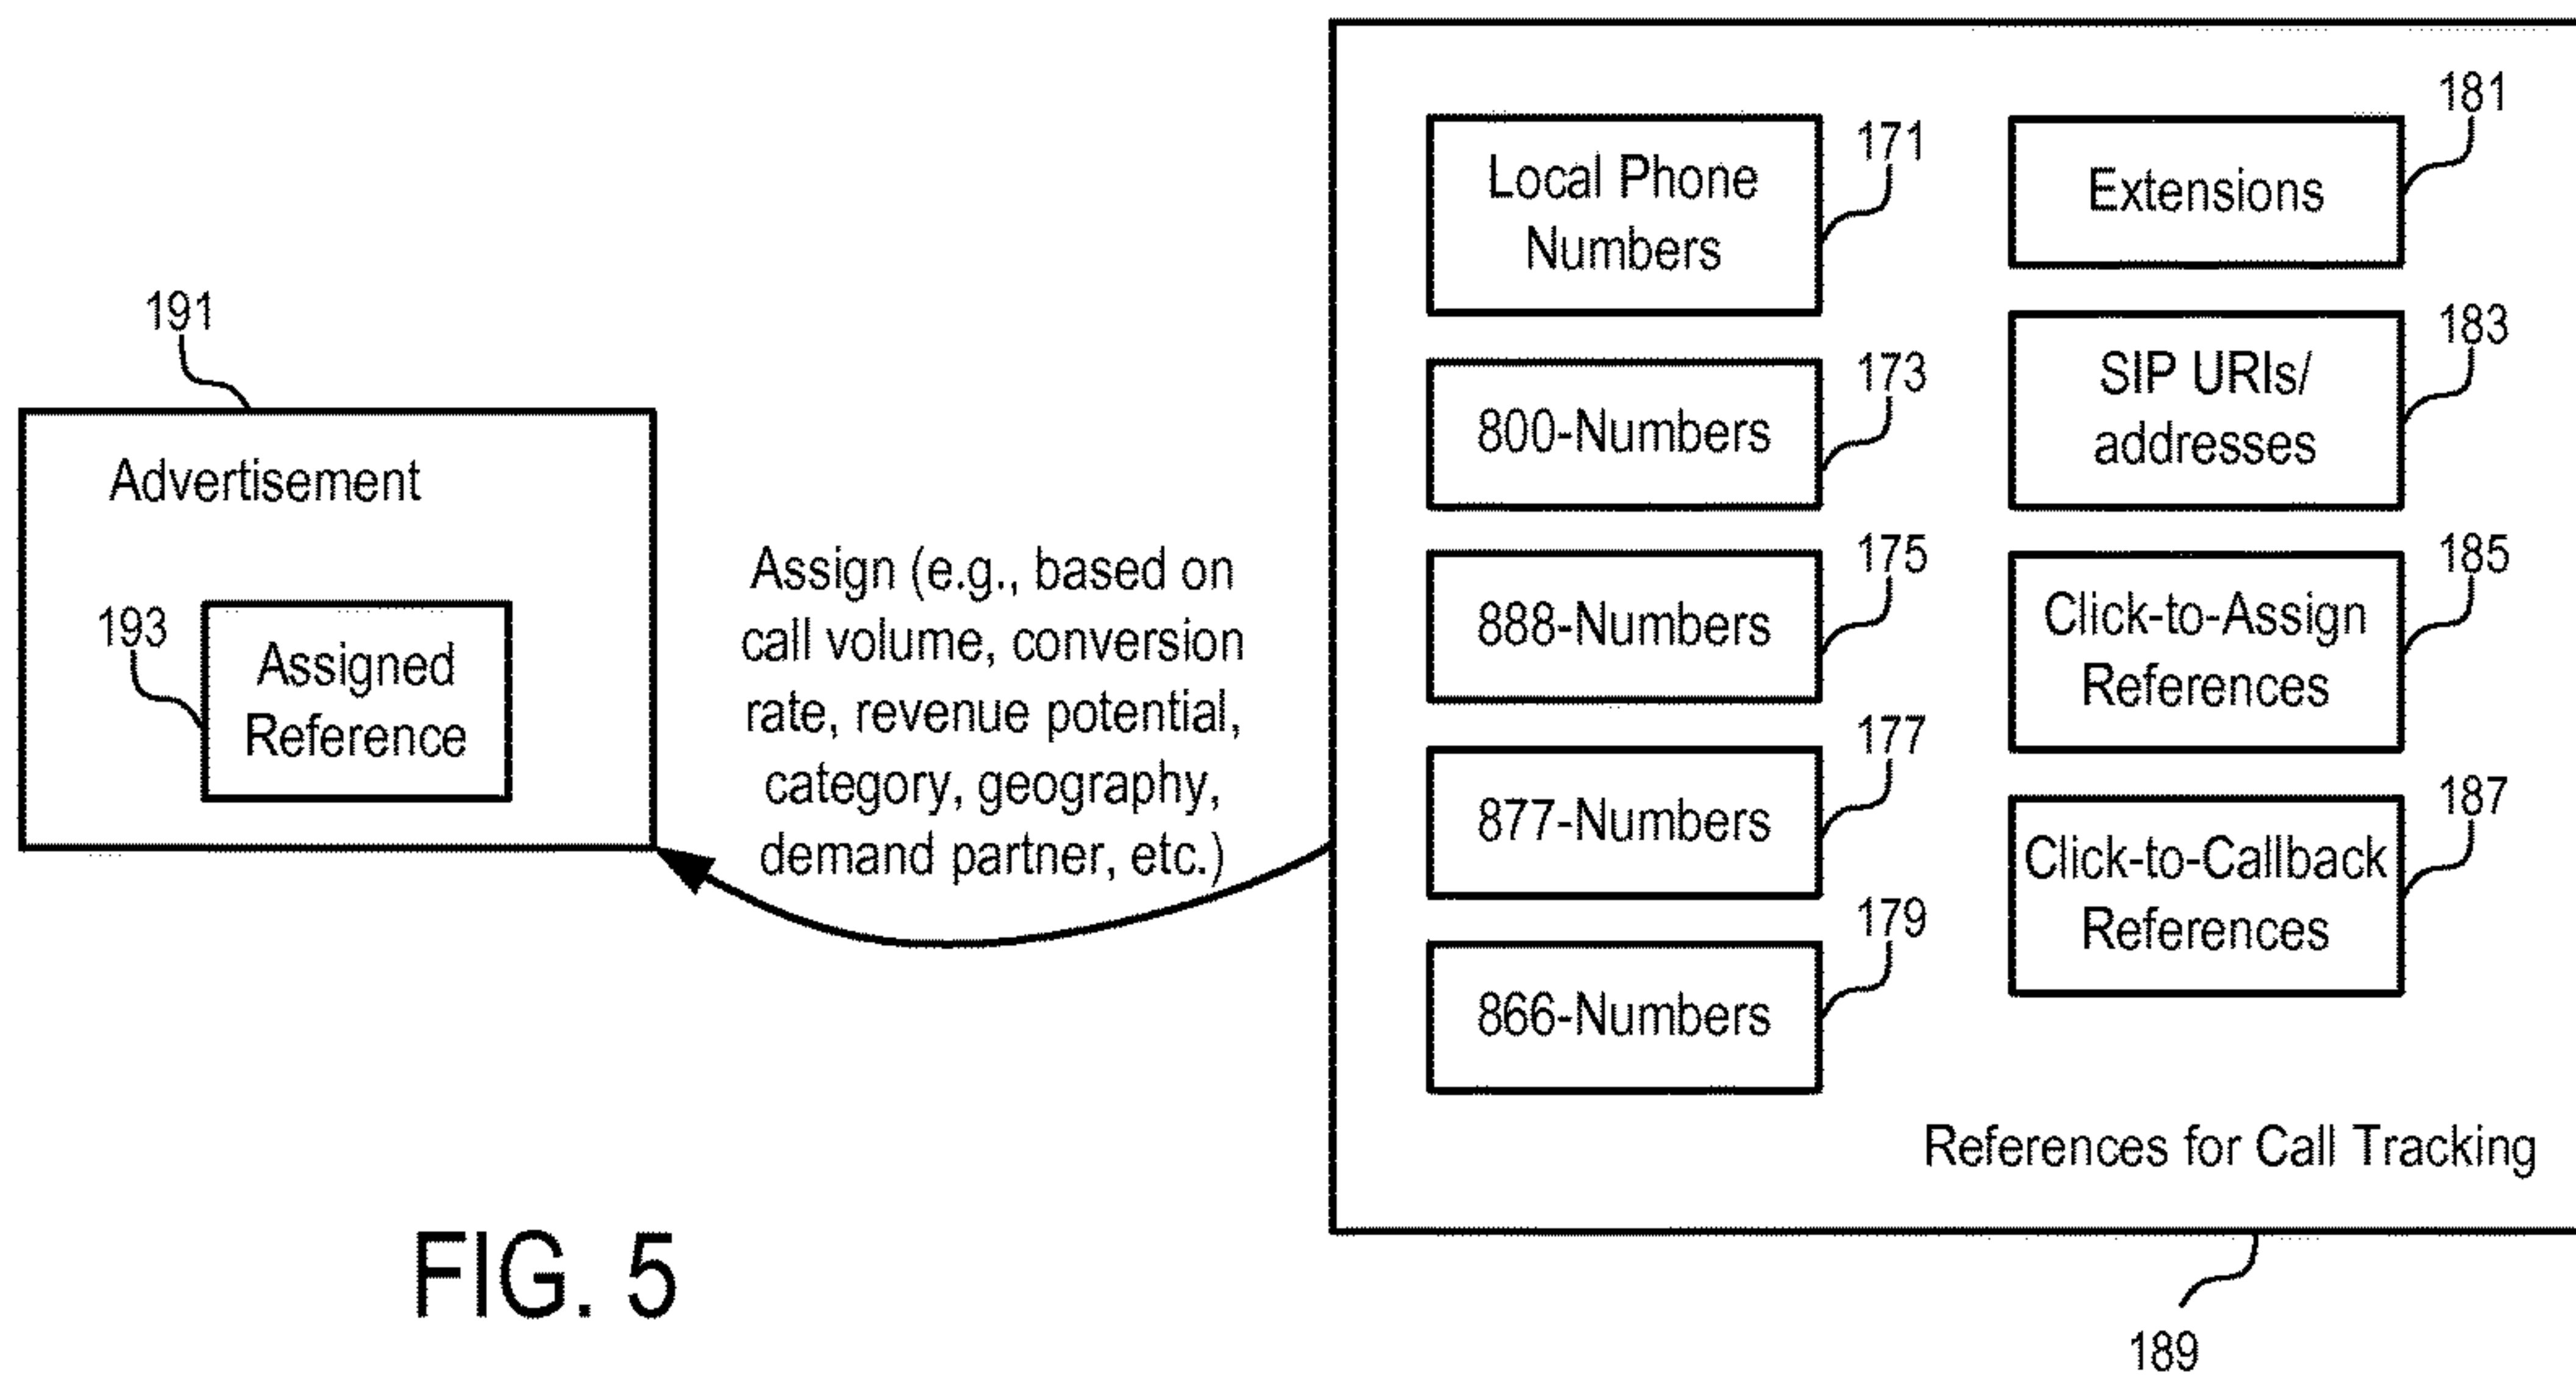 191
Advertisement
193
Assigned
Reference
Assign (e.g., based on
call volume, conversion
rate, revenue potential,
category, geography,
demand partner, etc.)
Local Phone
Numbers
171
800-Numbers
173
888-Numbers
175
877-Numbers
177
866-Numbers
179
Extensions
181
SIP URIs/
addresses
183
Click-to-Assign
References
185
Click-to-Callback
References
187
References for Call Tracking
189
FIG. 5